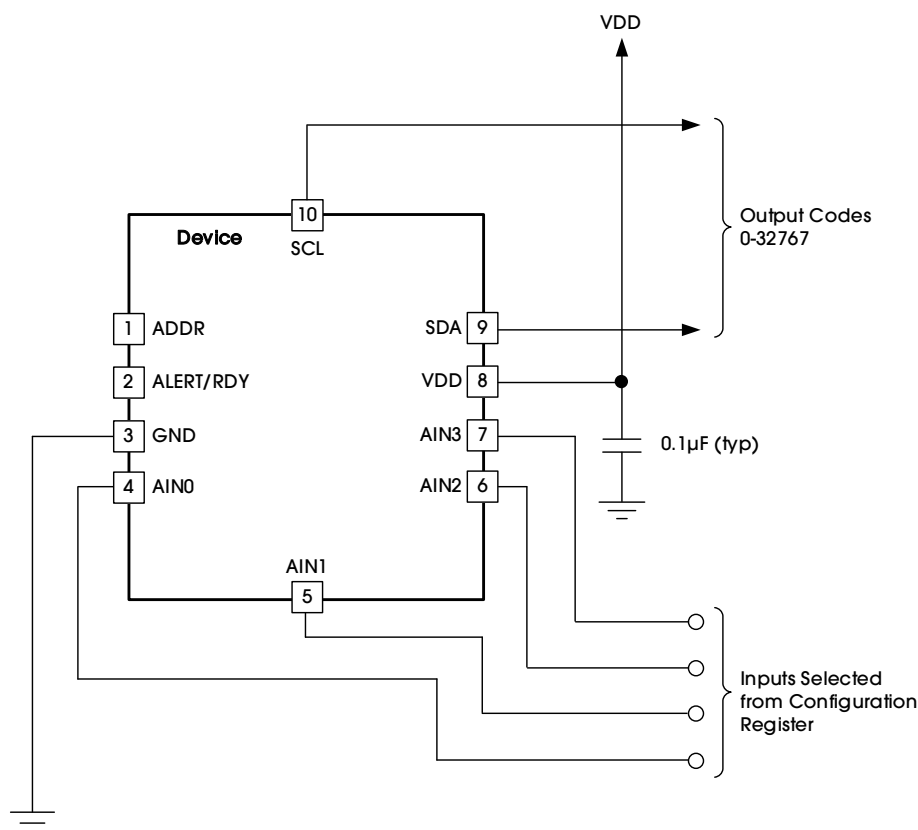 VDD
10
Device
SCL
Output Codes
0-32767
1 ADDR
SDA 9
2 ALERT/RDY
VDD 8
3 GND
AIN3 7
0.1µF (typ)
4 AIN0
AIN2 6
AIN1
5
Inputs Selected
from Configuration
Register